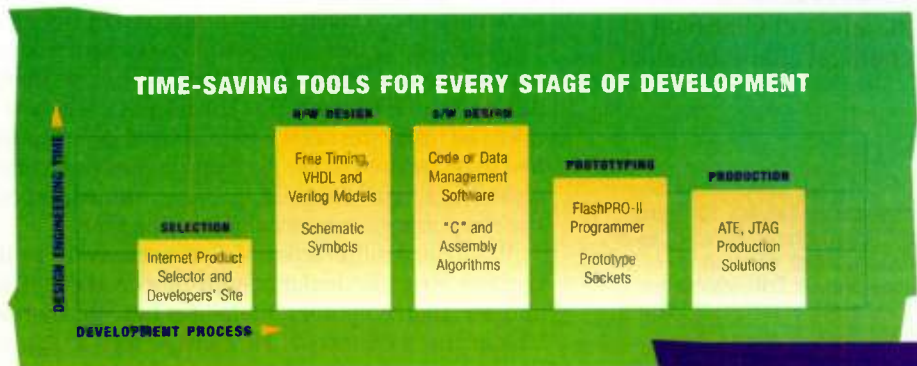 TIME-SAVING TOOLS FOR EVERY STAGE OF DEVELOPMENT
DESIGN ENGINEERING TIME
SELECTION
Internet Product
Selector and
Developers' Site
H/W DESIGN
Free Timing,
VHDL and
Verilog Models
Schematic
Symbols
S/W DESIGN
Code or Data
Management
Software
"C" and
Assembly
Algorithms
PROTOTYPING
FlashPRO-II
Programmer
Prototype
Sockets
PRODUCTION
ATE, JTAG
Production
Solutions
DEVELOPMENT PROCESS